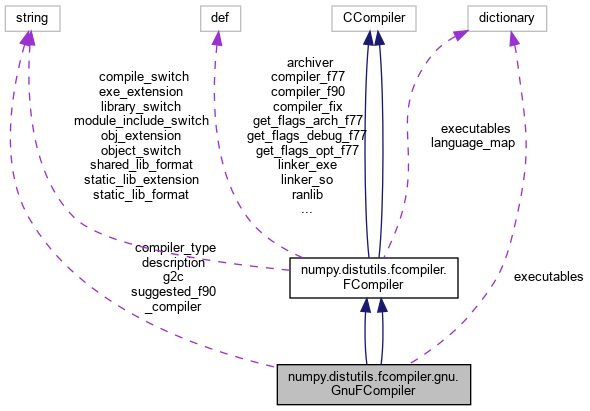 string
def
CCompiler
dictionary
compile_switch
exe_extension
library_switch
module_include_switch
obj_extension
object_switch
shared_lib_format
static_lib_extension
static_lib_format
archiver
compiler_f77
compiler_f90
compiler_fix
get_flags_arch_f77
get_flags_debug_f77
get_flags_opt_f77
linker_exe
linker_so
ranlib
...
executables
language_map
numpy.distutils.fcompiler.
FCompiler
compiler_type
description
g2c
suggested_f90
_compiler
executables
numpy.distutils.fcompiler.gnu.
GnuFCompiler